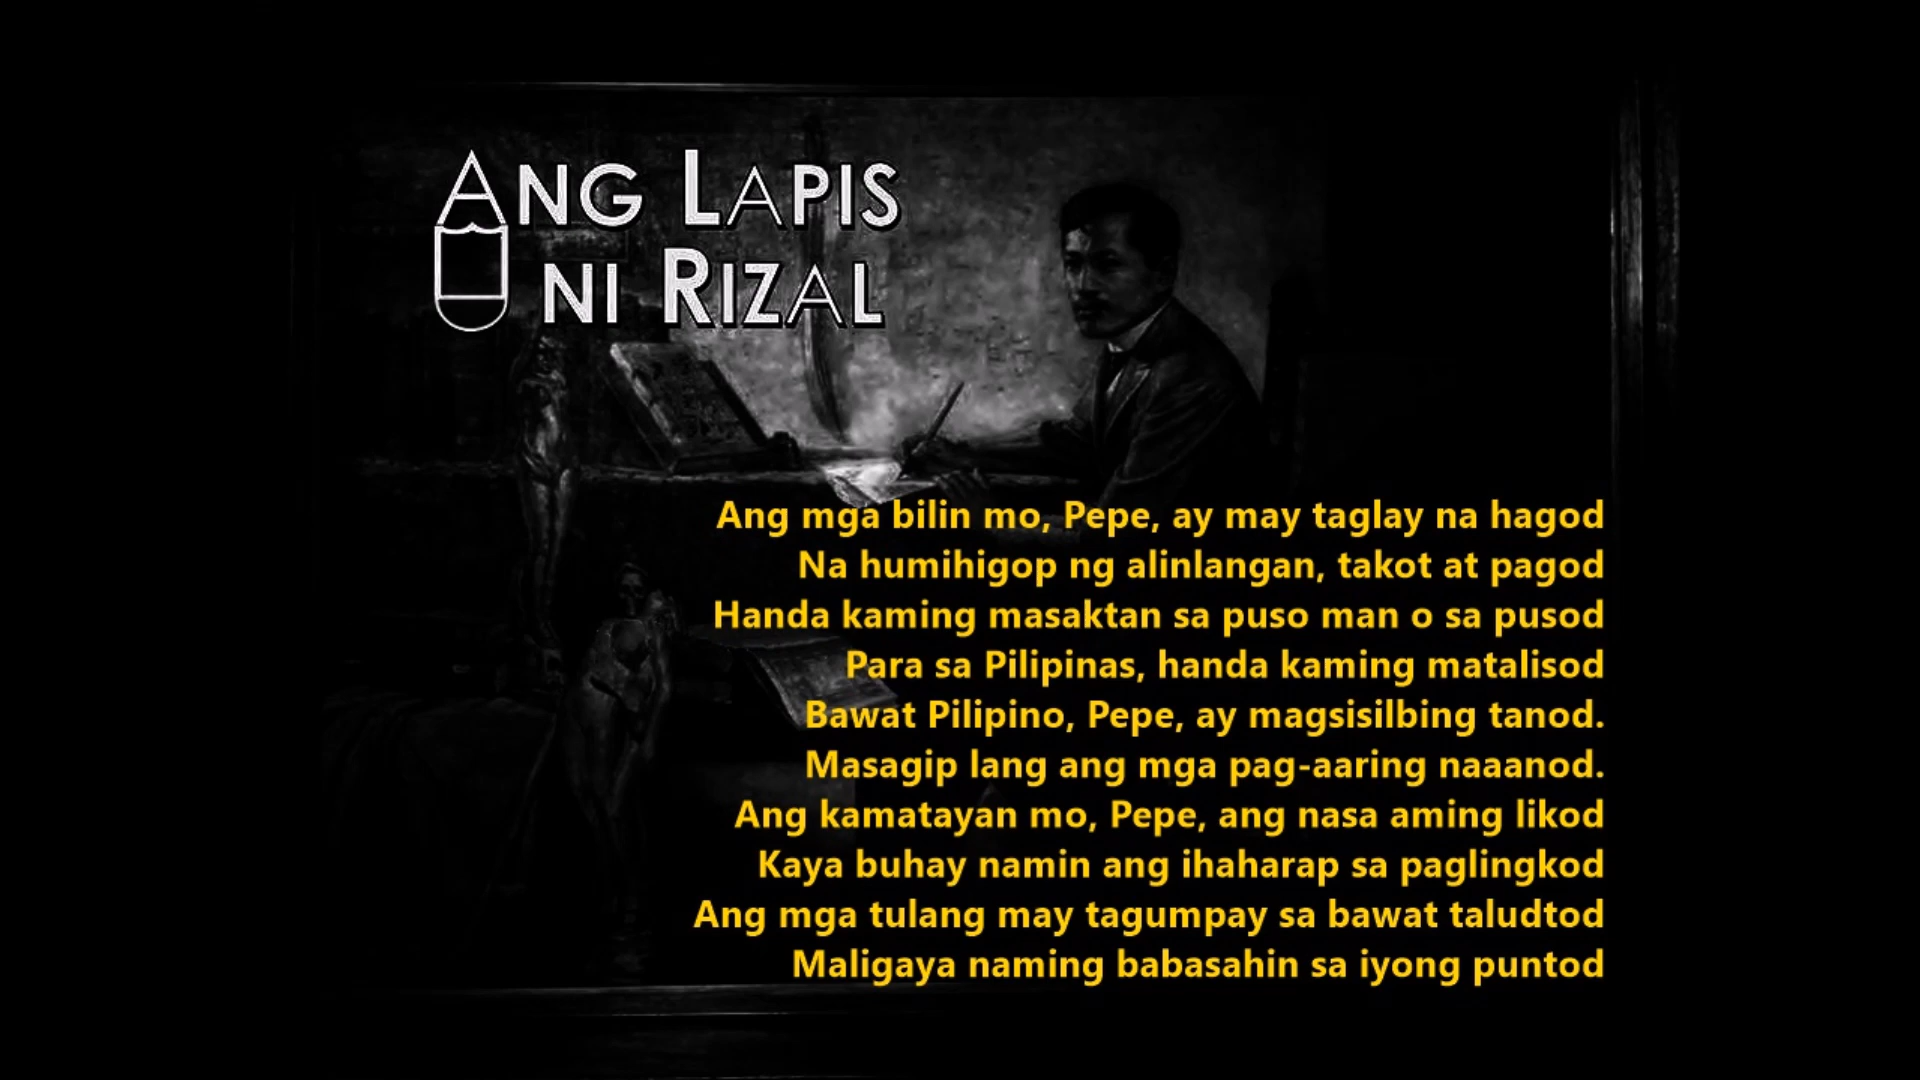 Ang Lapis
ni Rizal
Ang mga bilin mo, Pepe, ay may taglay na hagod
Na humihigop ng alinlangan, takot at pagod
Handa kaming masaktan sa puso man o sa pusod
Para sa Pilipinas, handa kaming matalisod
Bawat Pilipino, Pepe, ay magsisilbing tanod.
Masagip lang ang mga pag-aaring naaanod.
Ang kamatayan mo, Pepe, ang nasa aming likod
Kaya buhay namin ang ihaharap sa paglingkod
Ang mga tulang may tagumpay sa bawat taludtod
Maligaya naming babasahin sa iyong puntod